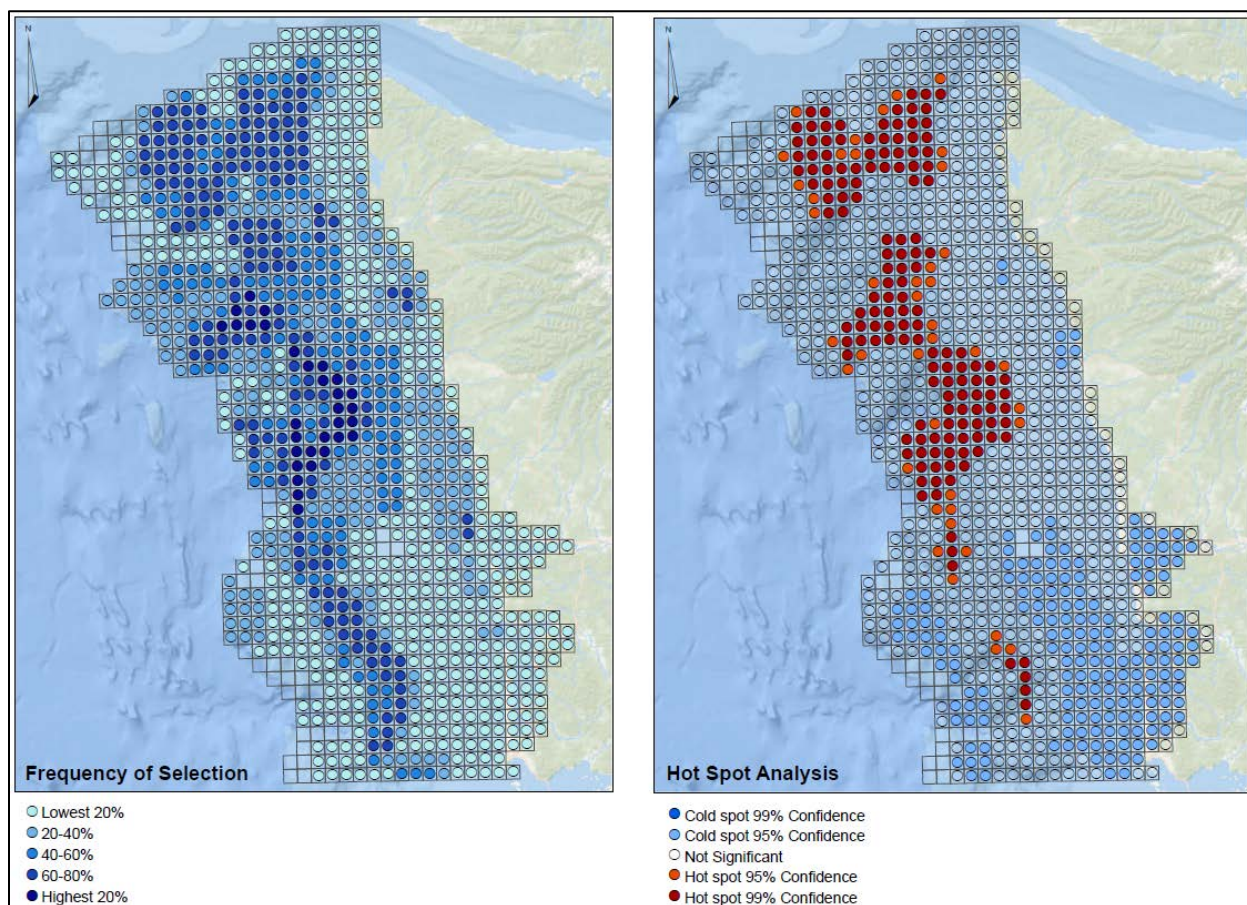 N
N
Frequency of Selection
Hot Spot Analysis
Lowest 20%
20-40%
40-60%
60-80%
Highest 20%
Cold spot 99% Confidence
Cold spot 95% Confidence
Not Significant
Hot spot 95% Confidence
Hot spot 99% Confidence